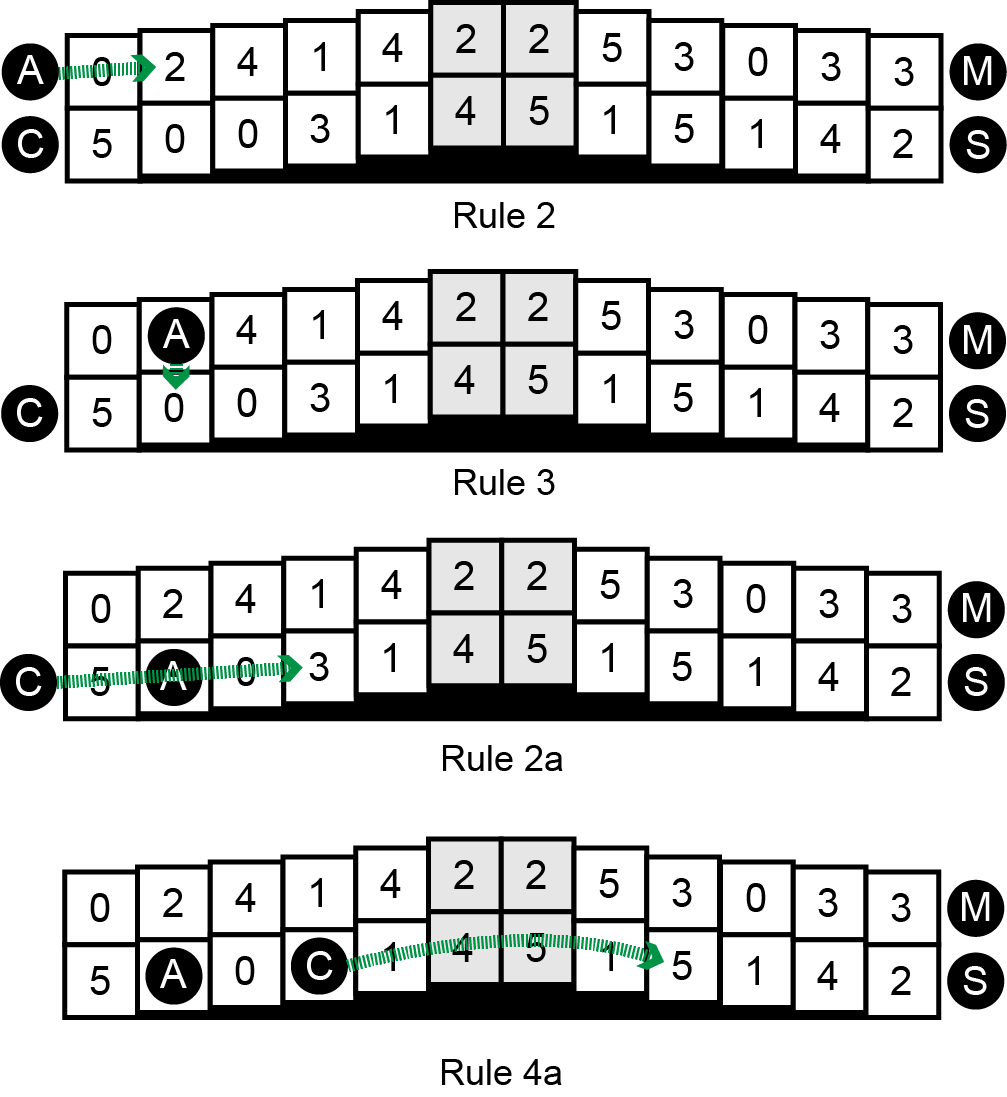 A 0 2 4 1 4 2 2 5 3 0 3 3 M
C 5 0 0 3 1 4 5 1 5 1 4 2 S
Rule 2
0 A 4 1 4 2 2 5 3 0 3 3 M
C 5 0 0 3 1 4 5 1 5 1 4 2 S
Rule 3
0 2 4 1 4 2 2 5 3 0 3 3 M
C 5 A 0 3 1 4 5 1 5 1 4 2 S
Rule 2a
0 2 4 1 4 2 2 5 3 0 3 3 M
5 A 0 C 1 4 5 1 5 1 4 2 S
Rule 4a